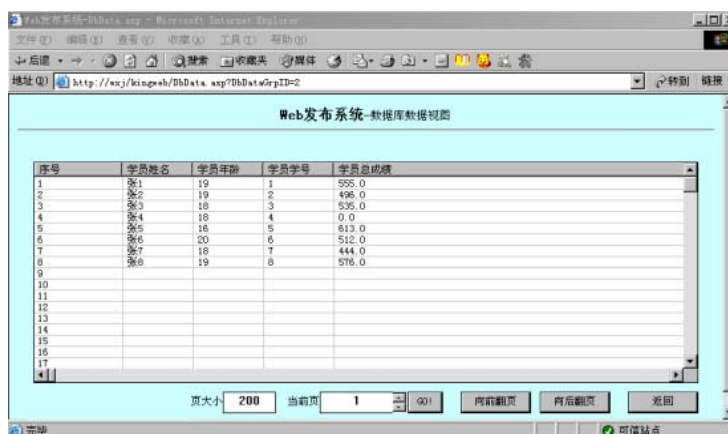 Web发布系统-DbData.asp - Microsoft Internet Explorer
文件(F) 编辑(E) 查看(V) 收藏(A) 工具(T) 帮助(H)
后退 搜索 收藏夹 媒体
地址(D) http://wxj/kingweb/DbData.asp?DbDataGrpID=2 转到 链接
Web发布系统-数据库数据视图
序号 学员姓名 学员年龄 学员学号 学员总成绩
1 张1 19 1 555.0
2 张2 19 2 496.0
3 张3 18 3 535.0
4 张4 18 4 0.0
5 张5 16 5 613.0
6 张6 20 6 512.0
7 张7 18 7 444.0
8 张8 19 8 576.0
9
10
11
12
13
14
15
16
17
页大小 200 当前页 1 GO! 向前翻页 向后翻页 返回
完毕 可信站点